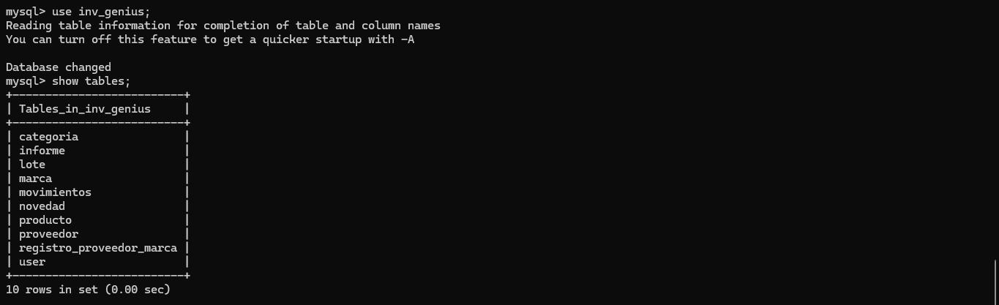 mysql> use inv_genius;
Reading table information for completion of table and column names
You can turn off this feature to get a quicker startup with -A
Database changed
mysql> show tables;
+--------------------------+
| Tables_in_inv_genius     |
+--------------------------+
| categoria                |
| informe                  |
| lote                     |
| marca                    |
| movimientos              |
| novedad                  |
| producto                 |
| proveedor                |
| registro_proveedor_marca |
| user                     |
+--------------------------+
10 rows in set (0.00 sec)